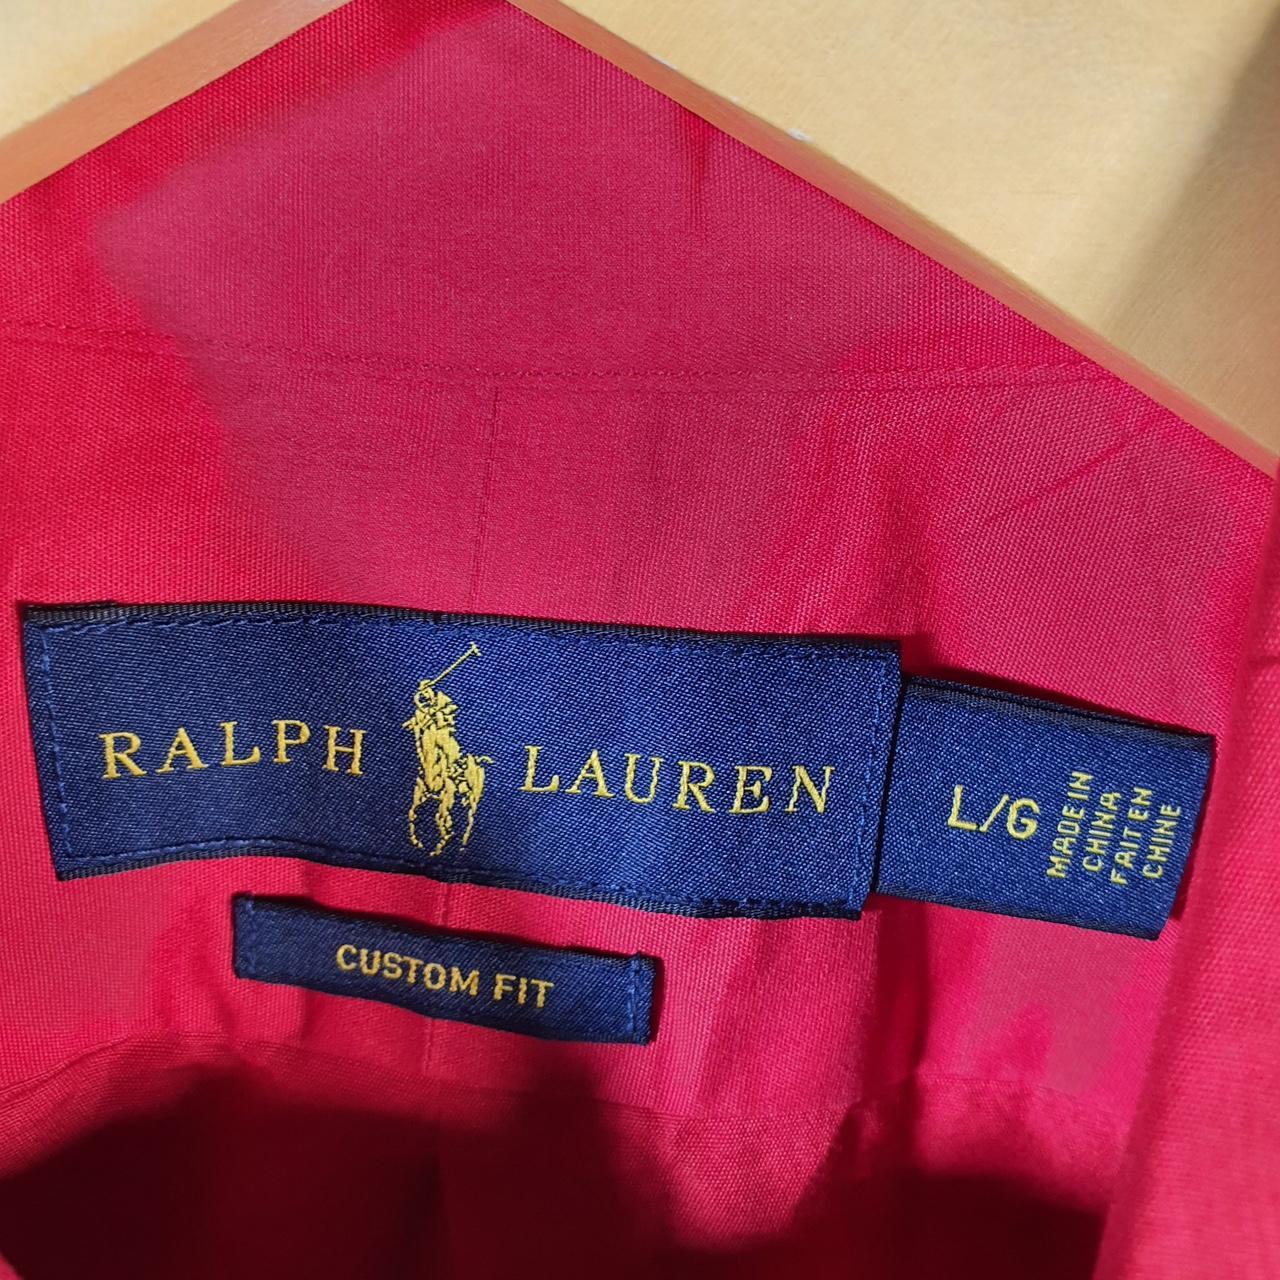 RALPH LAUREN
L/G
MADE IN
CHINA
FAIT EN
CHINE
CUSTOM FIT